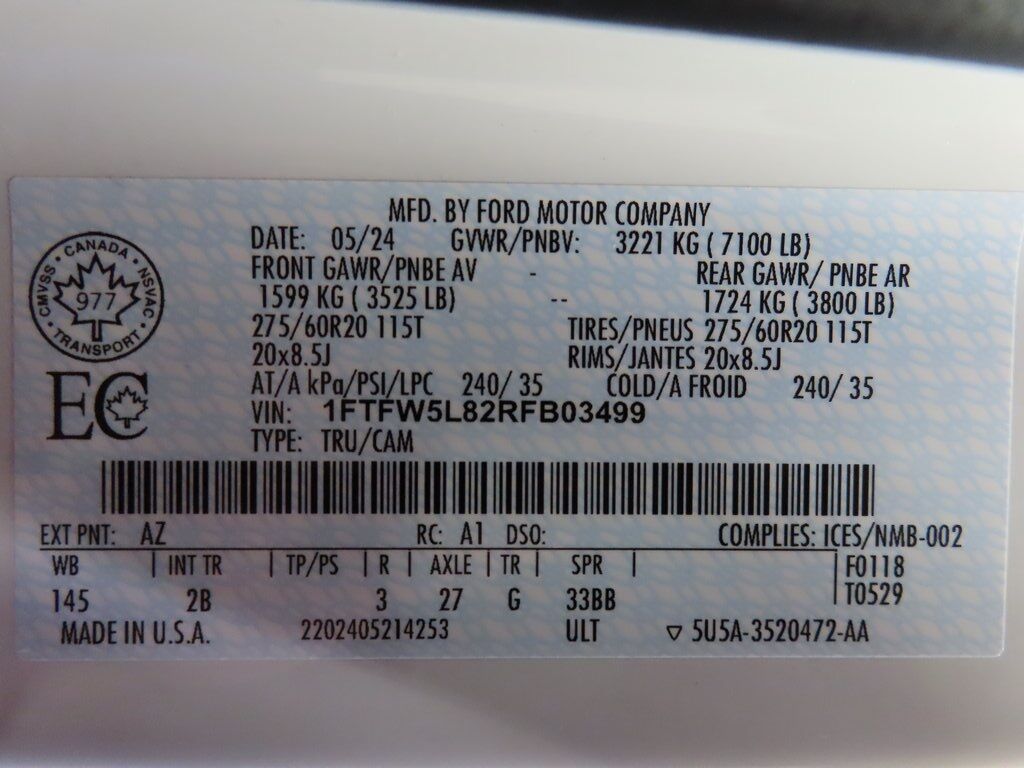 MFD. BY FORD MOTOR COMPANY
DATE: 05/24 GVWR/PNBV: 3221 KG ( 7100 LB)
FRONT GAWR/PNBE AV - REAR GAWR/ PNBE AR
1599 KG ( 3525 LB) -- 1724 KG ( 3800 LB)
275/60R20 115T TIRES/PNEUS 275/60R20 115T
20x8.5J RIMS/JANTES 20x8.5J
AT/A kPa/PSI/LPC 240/ 35 COLD/A FROID 240/ 35
VIN: 1FTFW5L82RFB03499
TYPE: TRU/CAM
CANADA
CMVSS • NSVAC
977
TRANSPORT
EC
EXT PNT: AZ RC: A1 DSO: COMPLIES: ICES/NMB-002
WB | INT TR | TP/PS | R | AXLE | TR | SPR | F0118
145 2B 3 27 G 33BB T0529
MADE IN U.S.A. 2202405214253 ULT ▽ 5U5A-3520472-AA